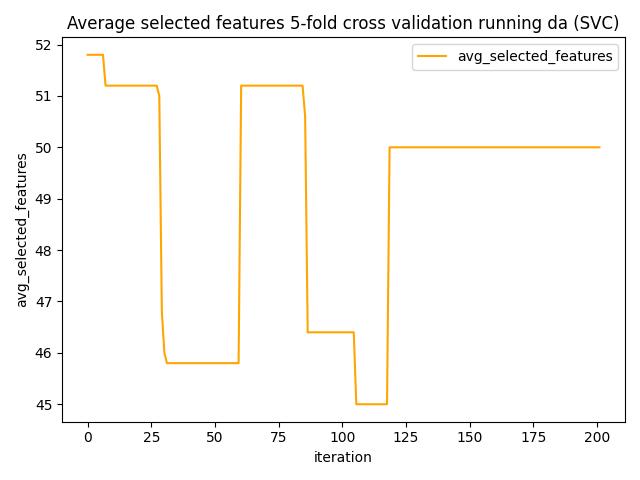 Average selected features 5-fold cross validation running da (SVC)
avg_selected_features
52
51
50
49
48
47
46
45
avg_selected_features
0 25 50 75 100 125 150 175 200
iteration